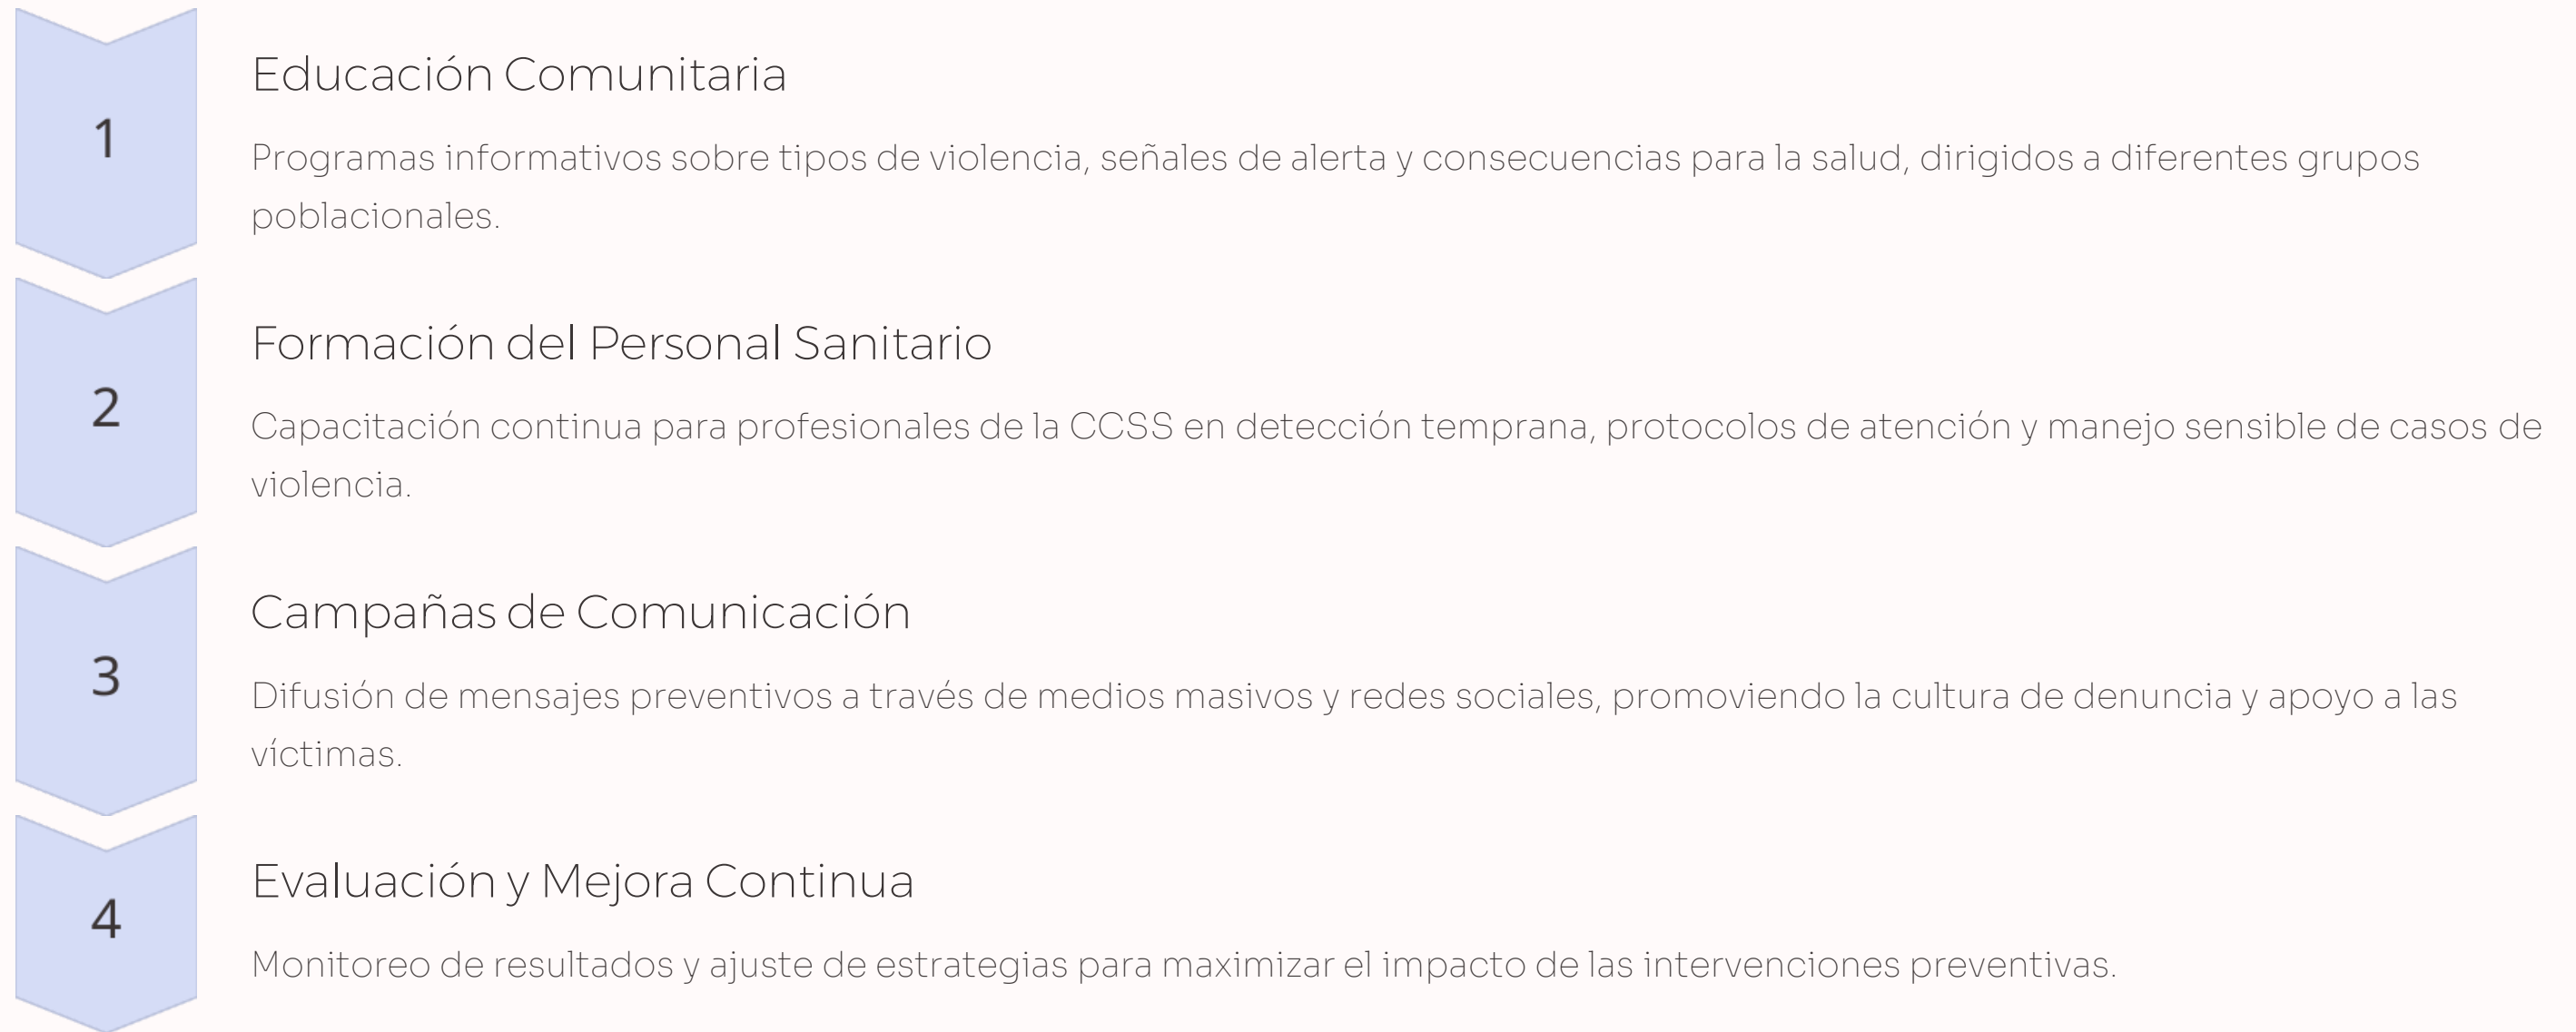 1
Educación Comunitaria
Programas informativos sobre tipos de violencia, señales de alerta y consecuencias para la salud, dirigidos a diferentes grupos
poblacionales.
2
Formación del Personal Sanitario
Capacitación continua para profesionales de la CCSS en detección temprana, protocolos de atención y manejo sensible de casos de
violencia.
3
Campañas de Comunicación
Difusión de mensajes preventivos a través de medios masivos y redes sociales, promoviendo la cultura de denuncia y apoyo a las
víctimas.
4
Evaluación y Mejora Continua
Monitoreo de resultados y ajuste de estrategias para maximizar el impacto de las intervenciones preventivas.